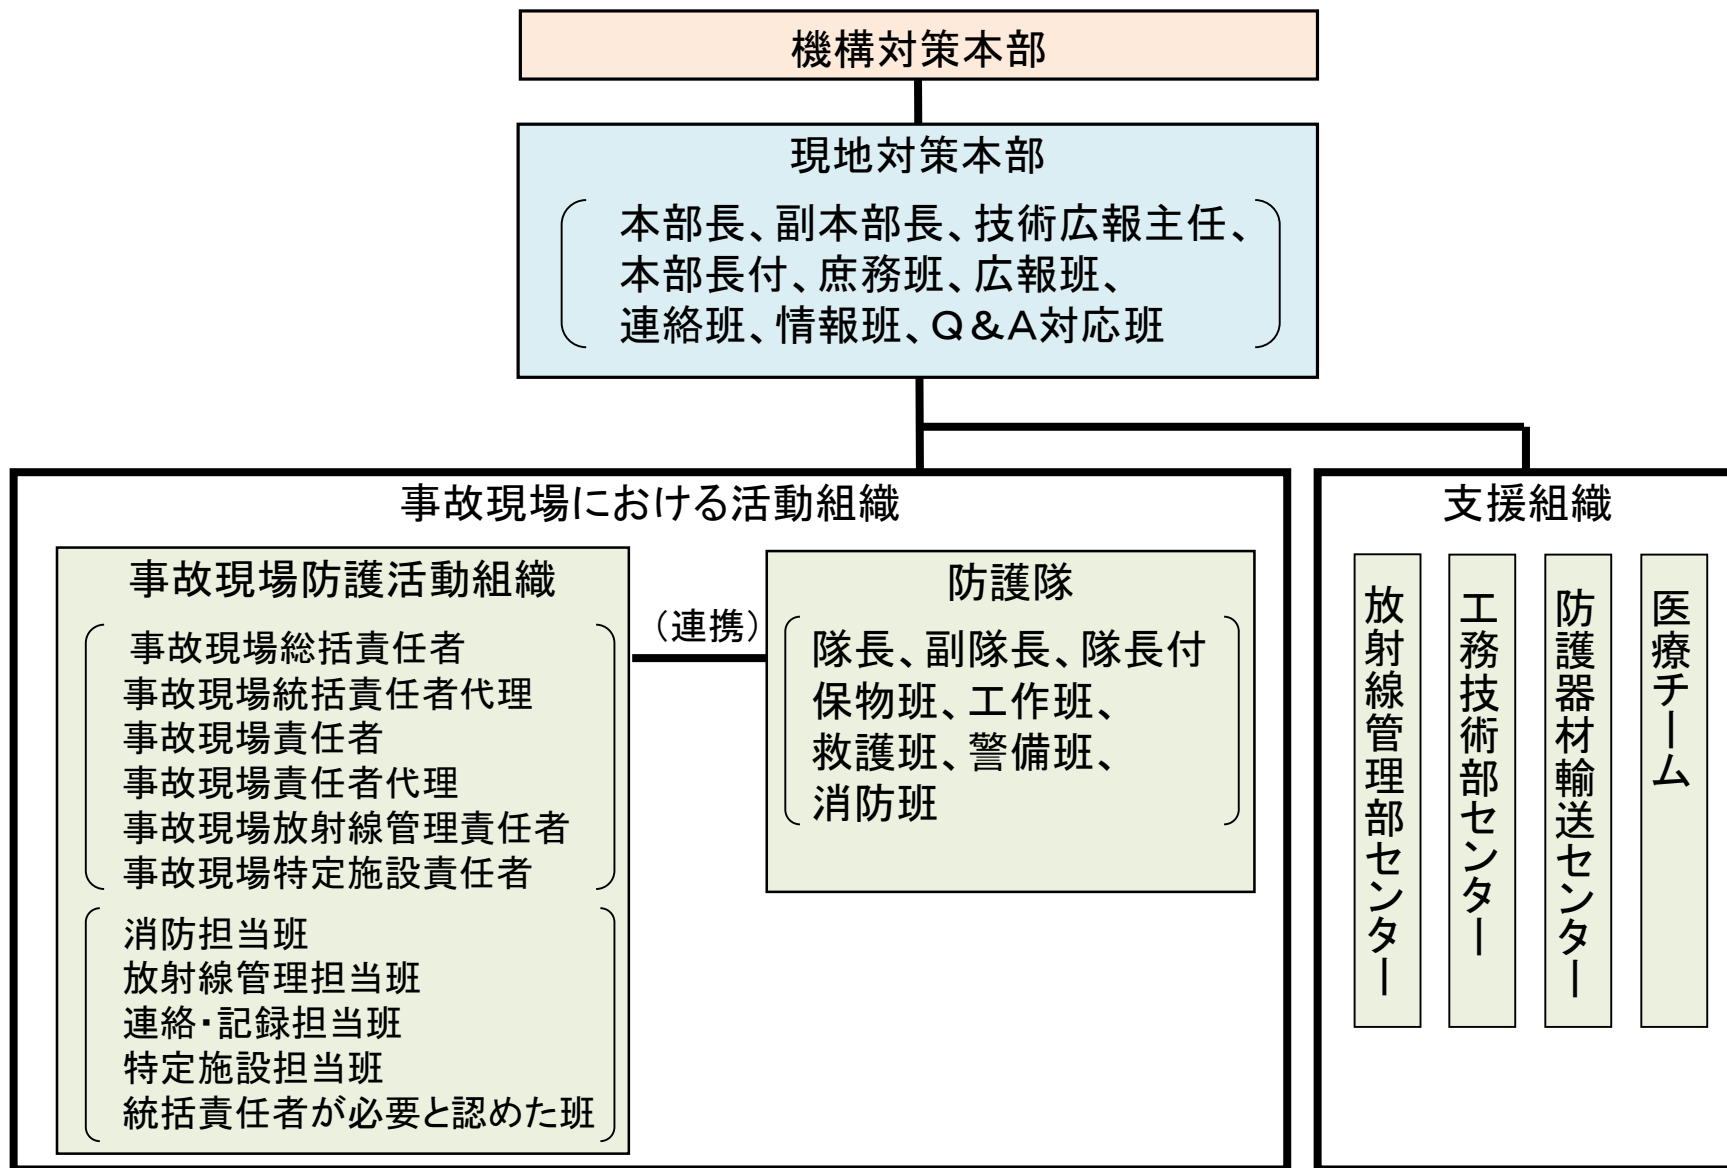 機構対策本部
現地対策本部
本部長、副本部長、技術広報主任、
本部長付、庶務班、広報班、
連絡班、情報班、Q&A対応班
事故現場における活動組織
事故現場防護活動組織
事故現場総括責任者
事故現場統括責任者代理
事故現場責任者
事故現場責任者代理
事故現場放射線管理責任者
事故現場特定施設責任者
消防担当班
放射線管理担当班
連絡・記録担当班
特定施設担当班
統括責任者が必要と認めた班
(連携)
防護隊
隊長、副隊長、隊長付
保物班、工作班、
救護班、警備班、
消防班
支援組織
放射線管理部センター
工務技術部センター
防護器材輸送センター
医療チーム